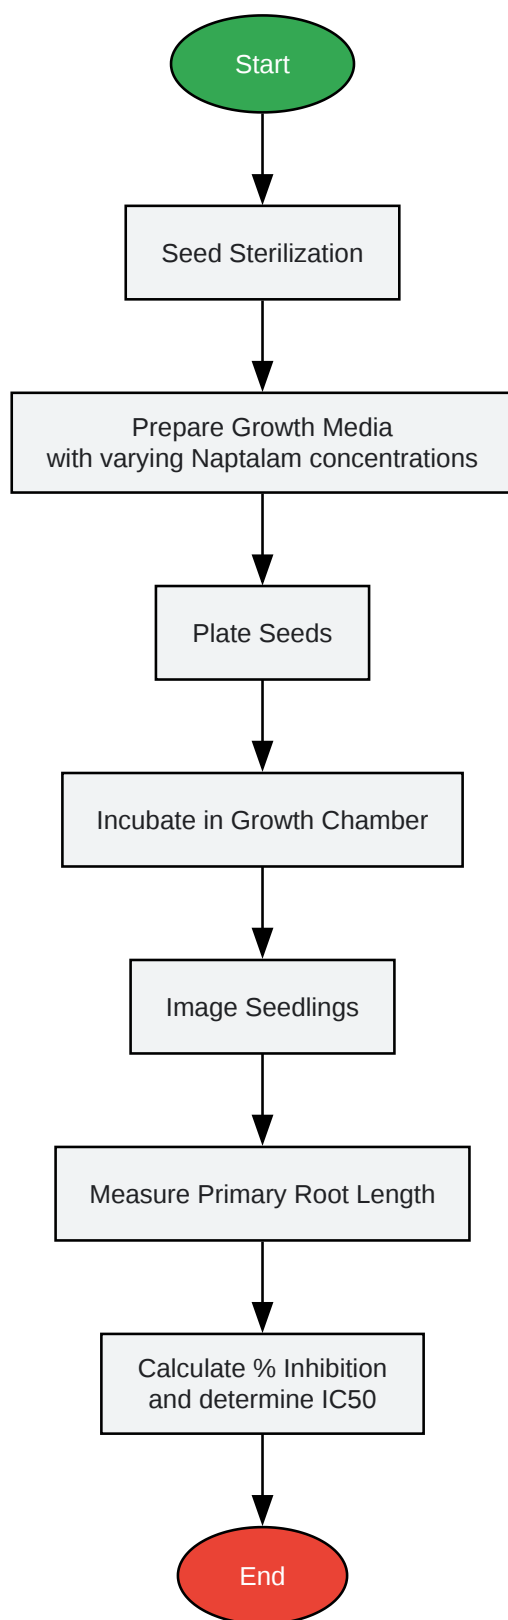 Start
Seed Sterilization
Prepare Growth Media
with varying Naptalam concentrations
Plate Seeds
Incubate in Growth Chamber
Image Seedlings
Measure Primary Root Length
Calculate % Inhibition
and determine IC50
End